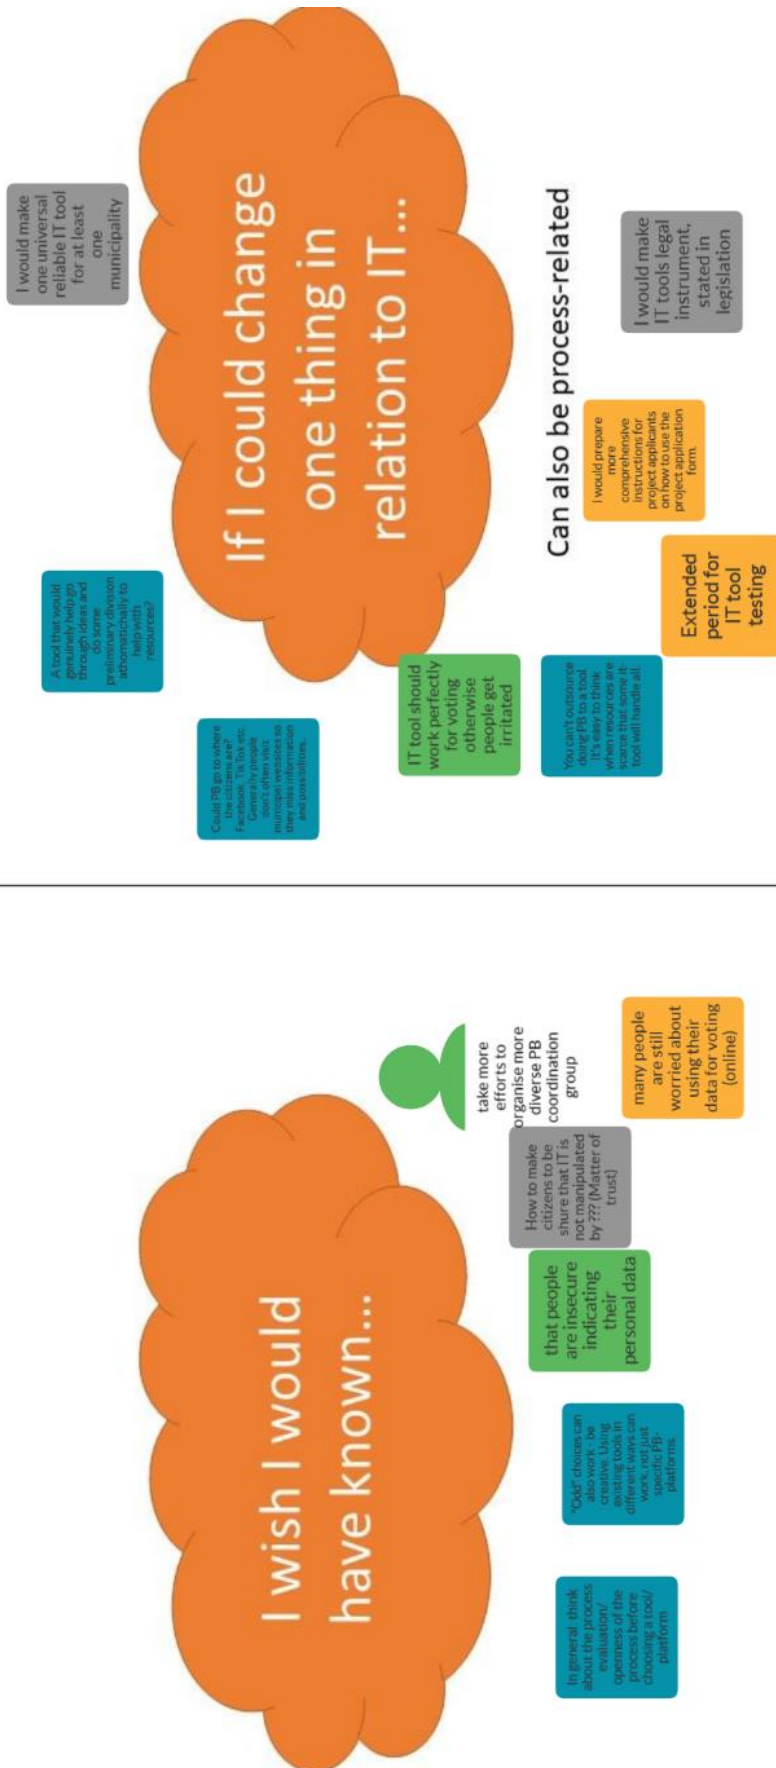 I wish I would
have known...
In general, think
about the process
evaluation/
openness of the
process before
choosing a tool/
platform
"Odd" choices can
also work - be
creative. Using
existing tools in
different ways can
work, not just
specific PB-
platforms
that people
are insecure
indicating
their
personal data
How to make
citizens to be
shure that IT is
not manipulated
by ??? (Matter of
trust)
take more
efforts to
organise more
diverse PB
coordination
group
many people
are still
worried about
using their
data for voting
(online)
If I could change
one thing in
relation to IT...
Can also be process-related
A tool that would
genuinely help go
through ideas and
do some
preliminary division
athomatichally to
help with
resources?
I would make
one universal
reliable IT tool
for at least
one
municipality
Could PB go to where
the citizens are?
Facebook, TikTok etc.
Generally people
don't often visit
municipal websites so
they miss information
and possibilities.
IT tool should
work perfectly
for voting
otherwise
people get
irritated
You can't outsource
doing PB to a tool.
It's easy to think
when resources are
scarce that some it-
tool will handle all.
Extended
period for
IT tool
testing
I would prepare
more
comprehensive
instructions for
project applicants
on how to use the
project application
form.
I would make
IT tools legal
instrument,
stated in
legislation